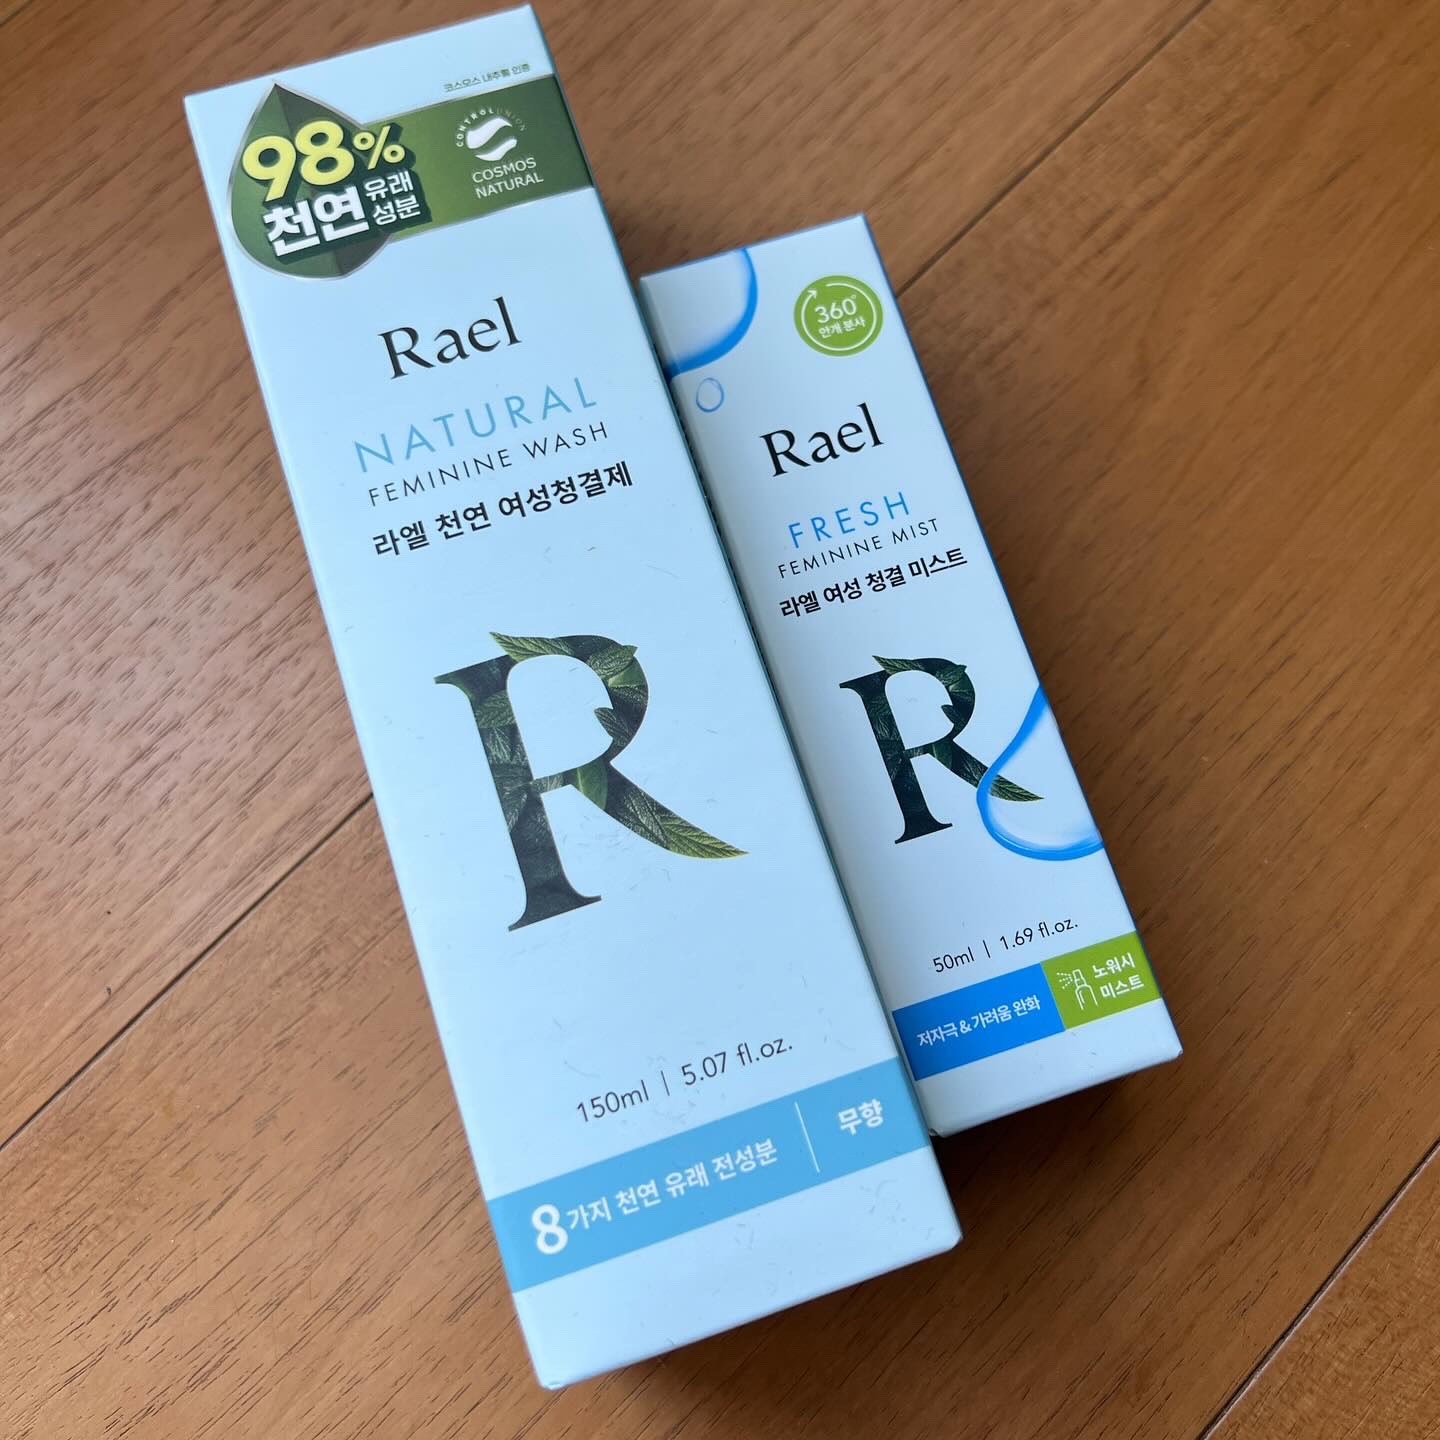 코스모스 내추럴 인증
98%
천연 유래
성분
CONTROL UNION
COSMOS
NATURAL
Rael
NATURAL
FEMININE WASH
라엘 천연 여성청결제
R
150ml | 5.07 fl.oz.
8가지 천연 유래 전성분 | 무향
360°
안개 분사
Rael
FRESH
FEMININE MIST
라엘 여성 청결 미스트
R
50ml | 1.69 fl.oz.
저자극 & 가려움 완화
노워시
미스트